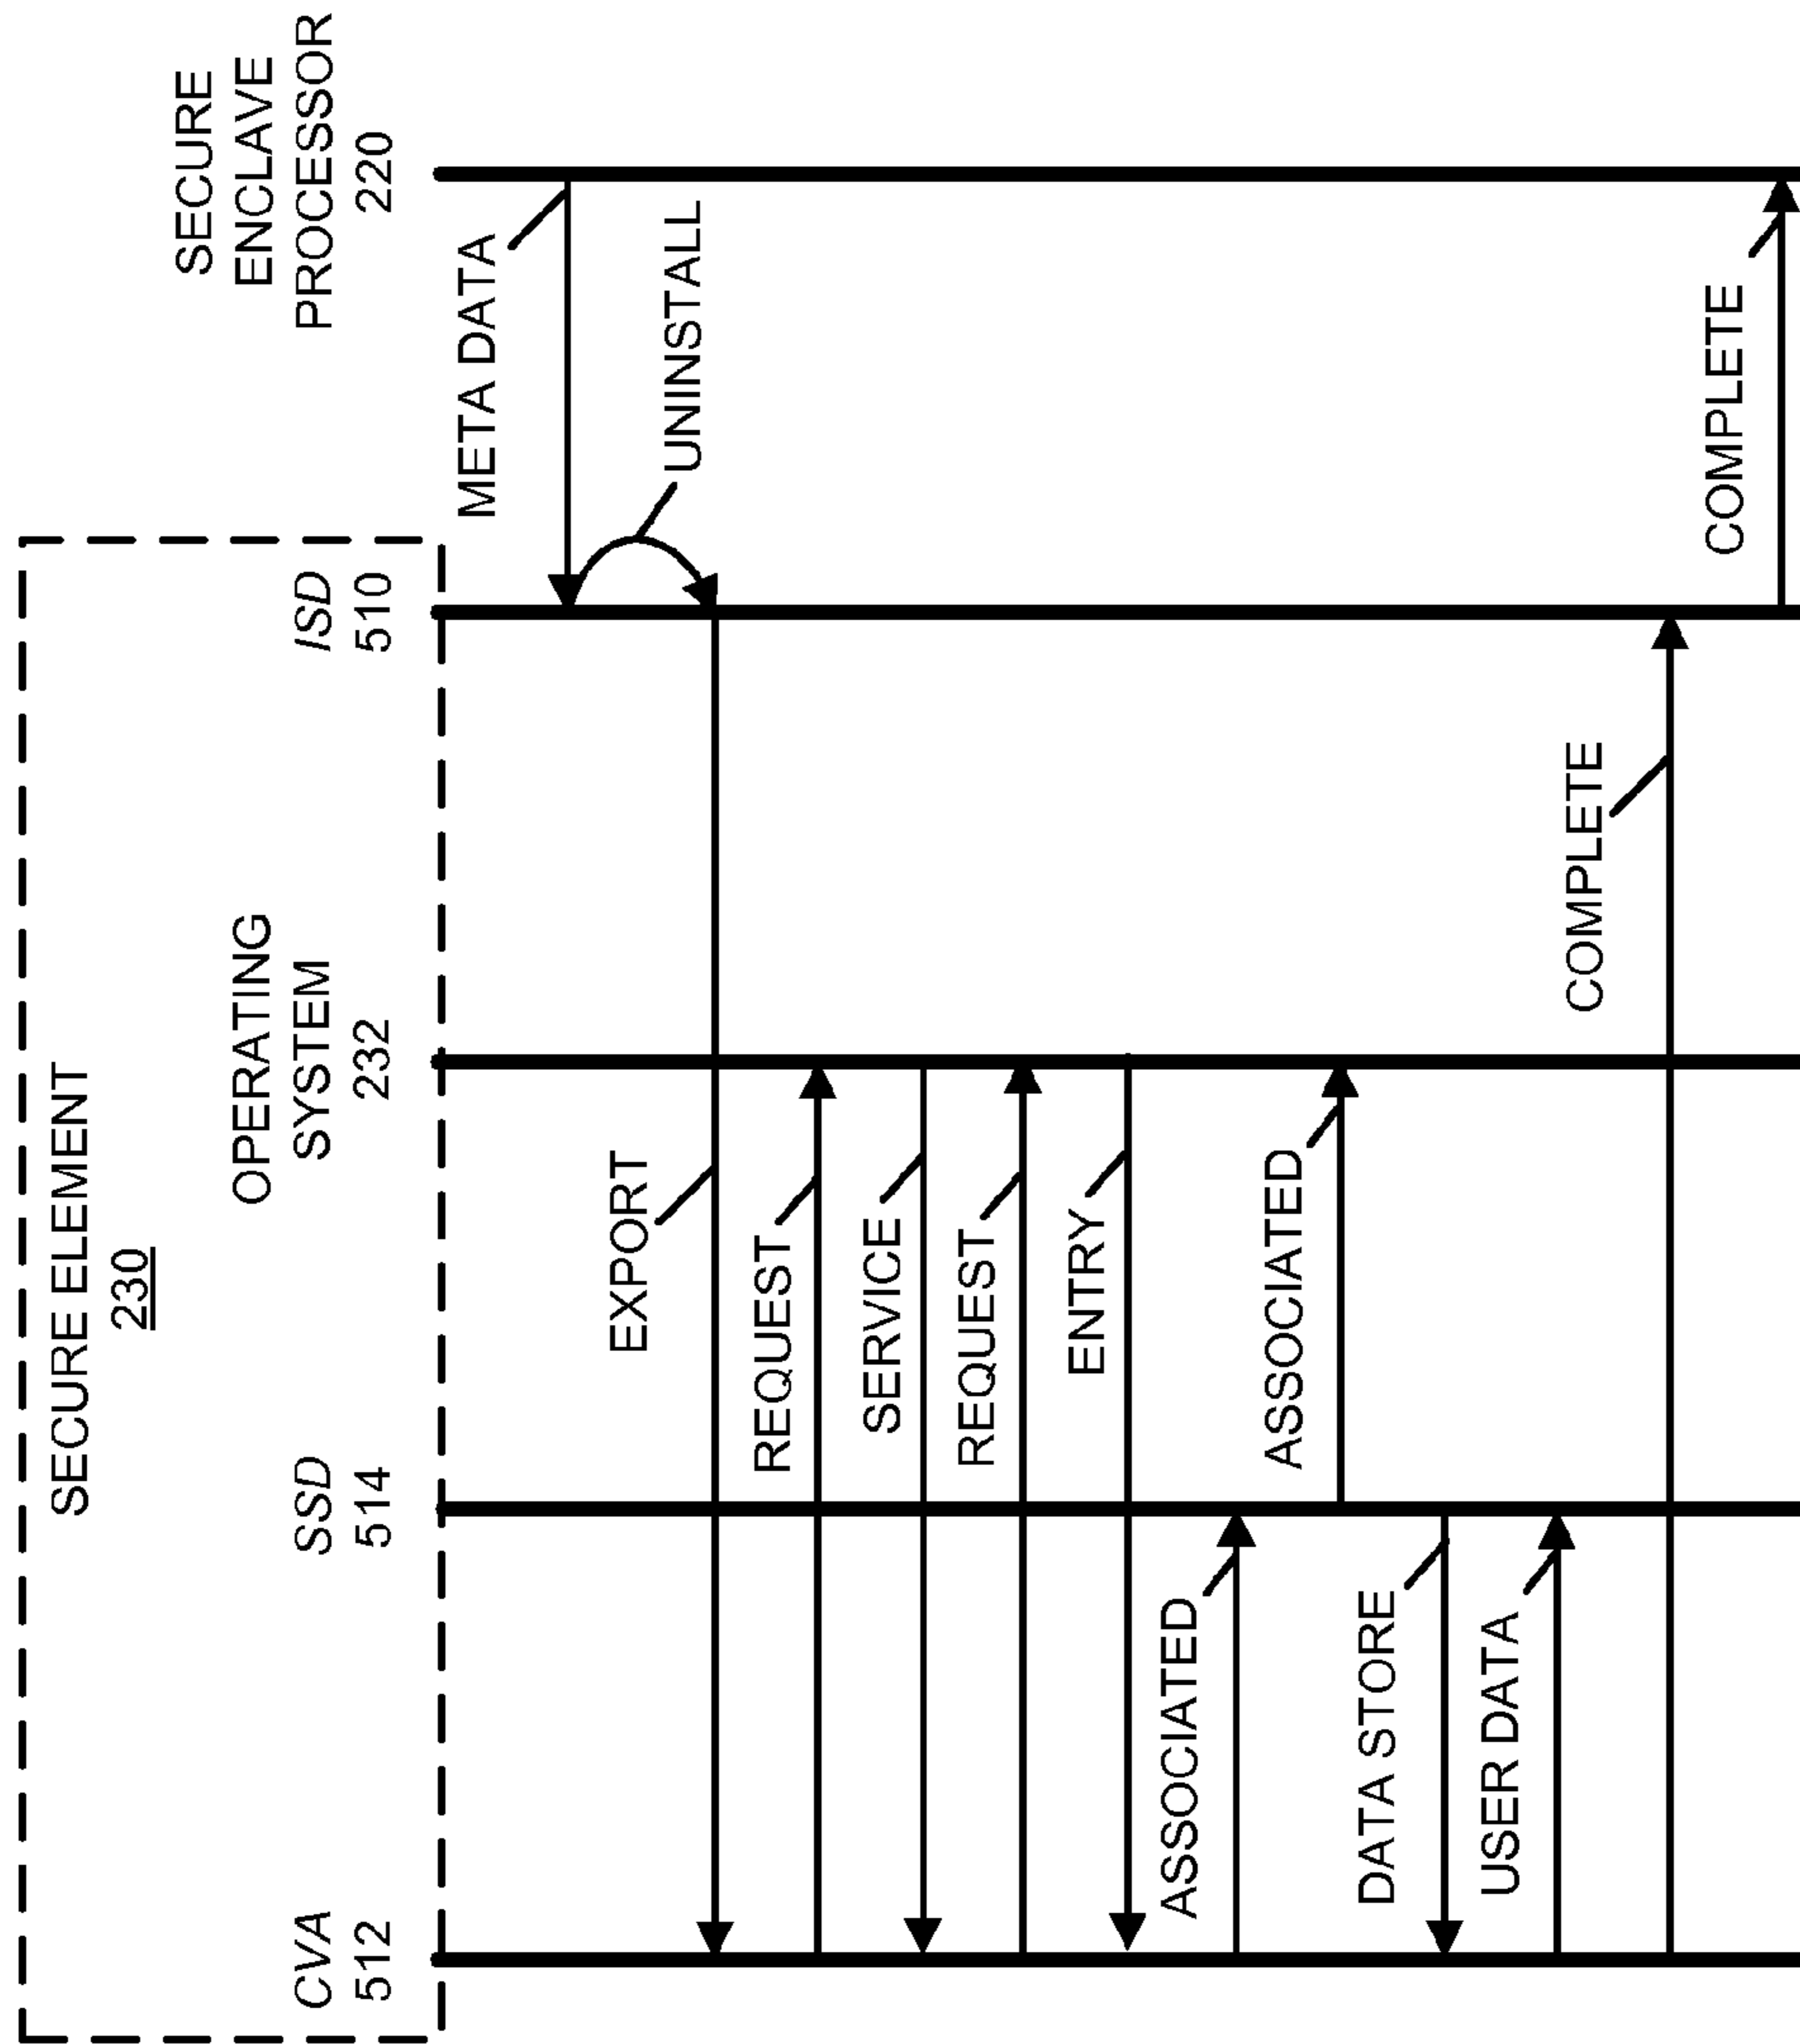 SECURE ELEMENT
230
CVA
512
SSD
514
OPERATING
SYSTEM
232
ISD
510
SECURE
ENCLAVE
PROCESSOR
220
META DATA
UNINSTALL
EXPORT
REQUEST
SERVICE
REQUEST
ENTRY
ASSOCIATED
ASSOCIATED
DATA STORE
USER DATA
COMPLETE
COMPLETE